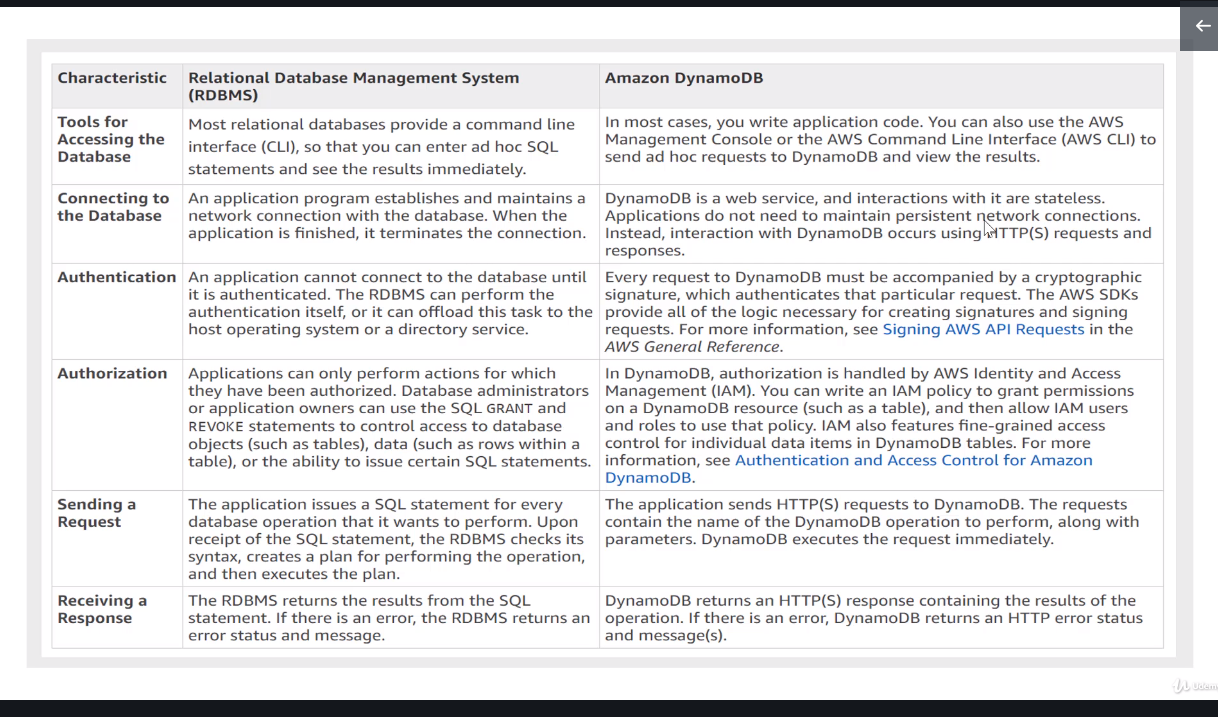 Characteristic
Relational Database Management System
(RDBMS)
Amazon DynamoDB
Tools for
Accessing the
Database
Most relational databases provide a command line
interface (CLI), so that you can enter ad hoc SQL
statements and see the results immediately.
In most cases, you write application code. You can also use the AWS
Management Console or the AWS Command Line Interface (AWS CLI) to
send ad hoc requests to DynamoDB and view the results.
Connecting to
the Database
An application program establishes and maintains a
network connection with the database. When the
application is finished, it terminates the connection.
DynamoDB is a web service, and interactions with it are stateless.
Applications do not need to maintain persistent network connections.
Instead, interaction with DynamoDB occurs using HTTP(S) requests and
responses.
Authentication
An application cannot connect to the database until
it is authenticated. The RDBMS can perform the
authentication itself, or it can offload this task to the
host operating system or a directory service.
Every request to DynamoDB must be accompanied by a cryptographic
signature, which authenticates that particular request. The AWS SDKs
provide all of the logic necessary for creating signatures and signing
requests. For more information, see Signing AWS API Requests in the
AWS General Reference.
Authorization
Applications can only perform actions for which
they have been authorized. Database administrators
or application owners can use the SQL GRANT and
REVOKE statements to control access to database
objects (such as tables), data (such as rows within a
table), or the ability to issue certain SQL statements.
In DynamoDB, authorization is handled by AWS Identity and Access
Management (IAM). You can write an IAM policy to grant permissions
on a DynamoDB resource (such as a table), and then allow IAM users
and roles to use that policy. IAM also features fine-grained access
control for individual data items in DynamoDB tables. For more
information, see Authentication and Access Control for Amazon
DynamoDB.
Sending a
Request
The application issues a SQL statement for every
database operation that it wants to perform. Upon
receipt of the SQL statement, the RDBMS checks its
syntax, creates a plan for performing the operation,
and then executes the plan.
The application sends HTTP(S) requests to DynamoDB. The requests
contain the name of the DynamoDB operation to perform, along with
parameters. DynamoDB executes the request immediately.
Receiving a
Response
The RDBMS returns the results from the SQL
statement. If there is an error, the RDBMS returns an
error status and message.
DynamoDB returns an HTTP(S) response containing the results of the
operation. If there is an error, DynamoDB returns an HTTP error status
and message(s).
Udem